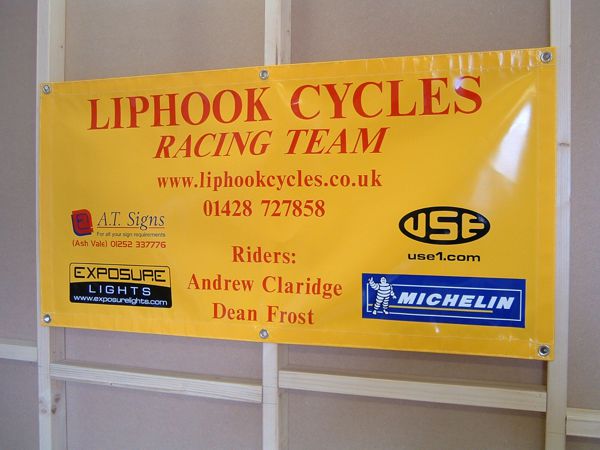 LIPHOOK CYCLES
RACING TEAM
www.liphookcycles.co.uk
01428 727858
A.T. Signs
For all your sign requirements
(Ash Vale) 01252 337776
EXPOSURE
LIGHTS
www.exposurelights.com
Riders:
Andrew Claridge
Dean Frost
USE
use1.com
MICHELIN